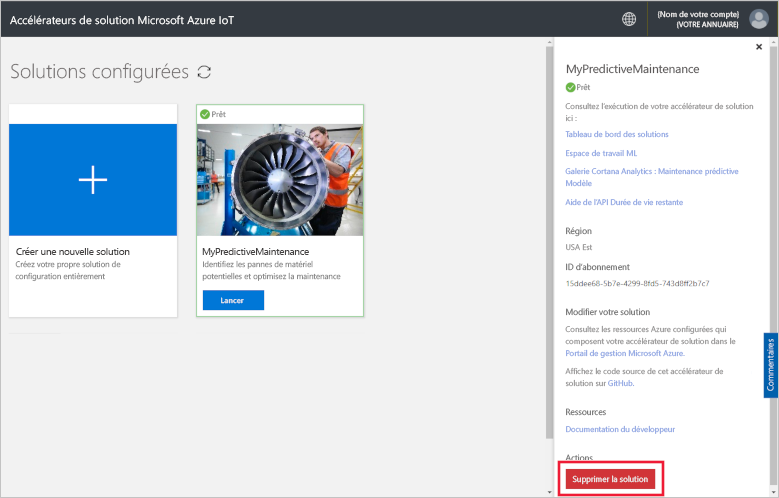 Accélérateurs de solution Microsoft Azure IoT
(Nom de votre compte)
(VOTRE ANNUAIRE)
Solutions configurées
Créer une nouvelle solution
Créez votre propre solution de
configuration entièrement
Prêt
MyPredictiveMaintenance
Identifiez les pannes de matériel
potentielles et optimisez la maintenance
Lancer
MyPredictiveMaintenance
Prêt
Consultez l'exécution de votre accélérateur de solution
ici :
Tableau de bord des solutions
Espace de travail ML
Galerie Cortana Analytics : Maintenance prédictive
Modèle
Aide de l'API Durée de vie restante
Région
USA Est
ID d'abonnement
15ddee68-5b7e-4299-8fd5-743d8ff2b7c7
Modifier votre solution
Consultez les ressources Azure configurées qui
composent votre accélérateur de solution dans le
Portail de gestion Microsoft Azure.
Affichez le code source de cet accélérateur de
solution sur GitHub.
Ressources
Documentation du développeur
Actions
Supprimer la solution
Commentaires